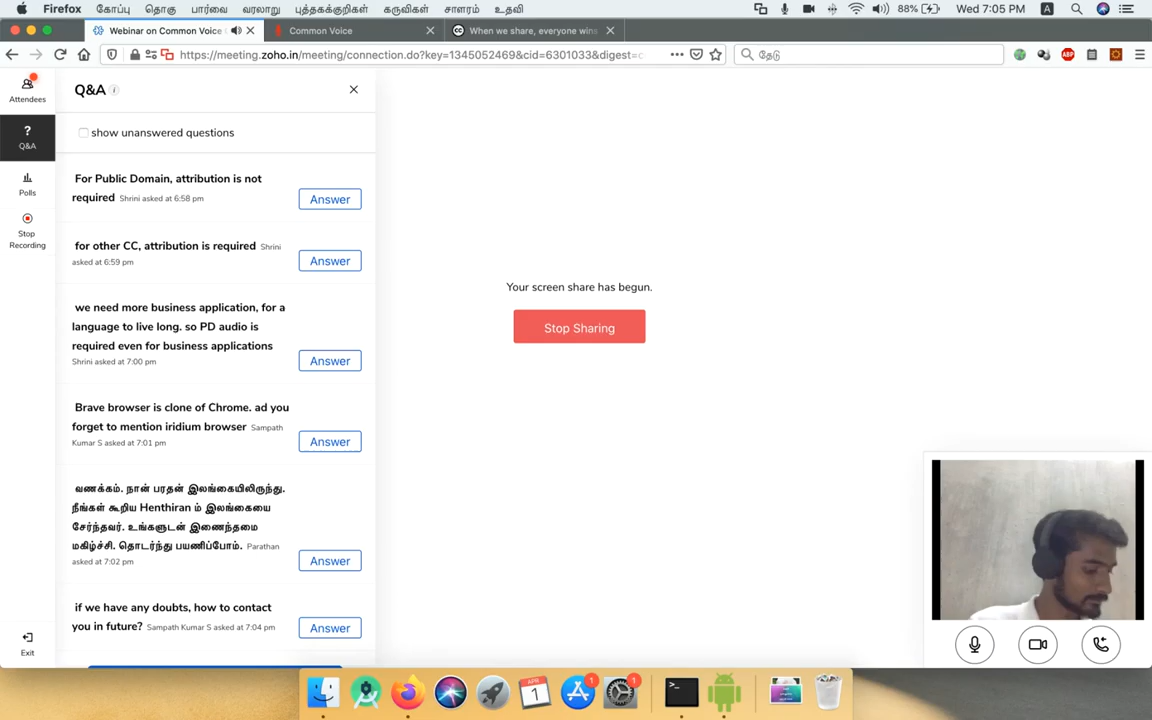 Firefox கோப்பு தொகு பார்வை வரலாறு புத்தகக்குறிகள் கருவிகள் சாளரம் உதவி 88% Wed 7:05 PM A
Webinar on Common Voice Common Voice When we share, everyone wins
https://meeting.zoho.in/meeting/connection.do?key=1345052469&cid=6301033&digest=c தேடு
Attendees
Q&A
Polls
Stop
Recording
Exit
Q&A
show unanswered questions
For Public Domain, attribution is not
required Shrini asked at 6:58 pm
Answer
for other CC, attribution is required Shrini
asked at 6:59 pm
Answer
we need more business application, for a
language to live long. so PD audio is
required even for business applications
Shrini asked at 7:00 pm
Answer
Brave browser is clone of Chrome. ad you
forget to mention iridium browser Sampath
Kumar S asked at 7:01 pm
Answer
வணக்கம். நான் பரதன் இலங்கையிலிருந்து.
நீங்கள் கூறிய Henthiran ம் இலங்கையை
சேர்ந்தவர். உங்களுடன் இணைந்தமை
மகிழ்ச்சி. தொடர்ந்து பயணிப்போம். Parathan
asked at 7:02 pm
Answer
if we have any doubts, how to contact
you in future? Sampath Kumar S asked at 7:04 pm
Answer
Your screen share has begun.
Stop Sharing
APR
1
1
1